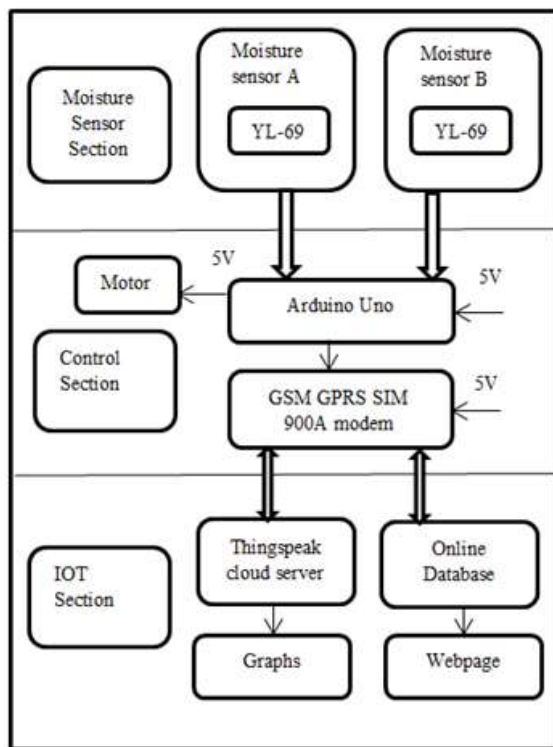 Moisture
Sensor
Section
Moisture
sensor A
YL-69
Moisture
sensor B
YL-69
5V
Motor
Arduino Uno
5V
Control
Section
GSM GPRS SIM
900A modem
5V
IOT
Section
Thingspeak
cloud server
Online
Database
Graphs
Webpage